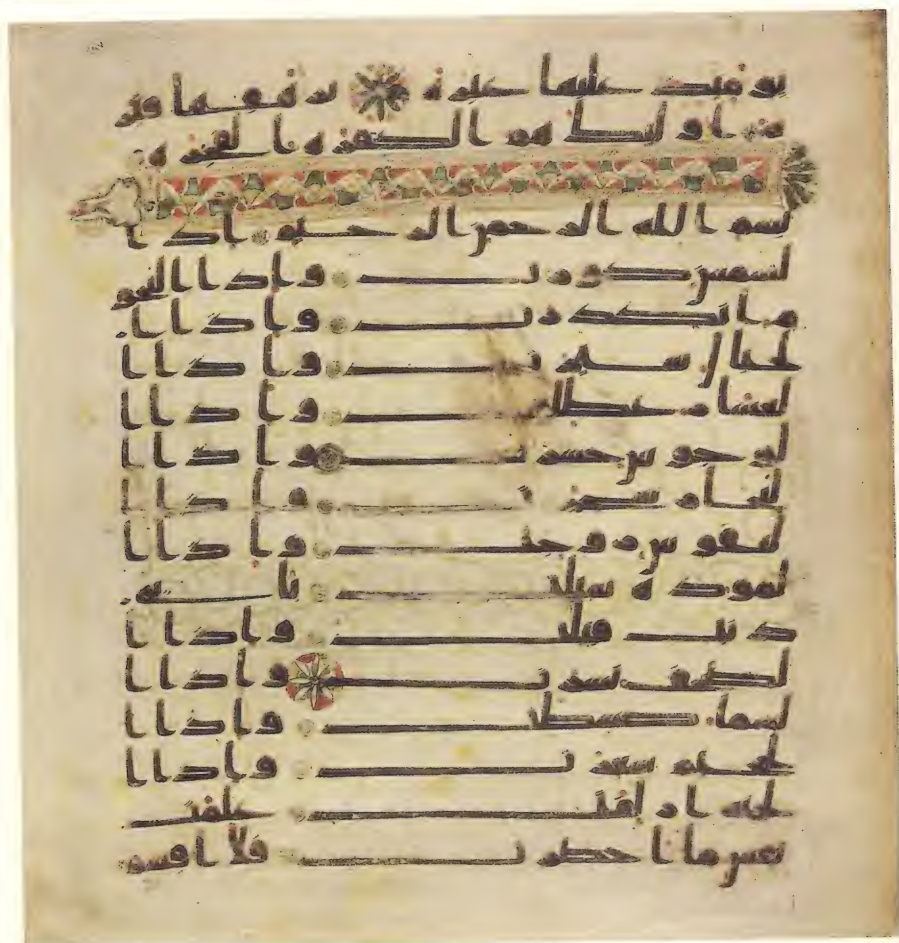 يومئذ عليها غبرة ترهقها قتر
ة اولئك هم الكفرة الفجرة
بسم الله الرحمن الرحيم اذا ا
لشمس كورت واذا النجو
م انكدرت واذا ا
لجبال سيرت واذا ا
لعشار عطلت واذا ا
لوحوش حشرت واذا ا
لبحار سجرت واذا ا
لنفوس زوجت واذا ا
لموودة سئلت باي
ذنب قتلت واذا ا
لصحف نشرت واذا ا
لسما كشطت واذا ا
لجحيم سعرت واذا ا
لجنة ازلفت علمت
نفس ما احضرت فلا اقسم